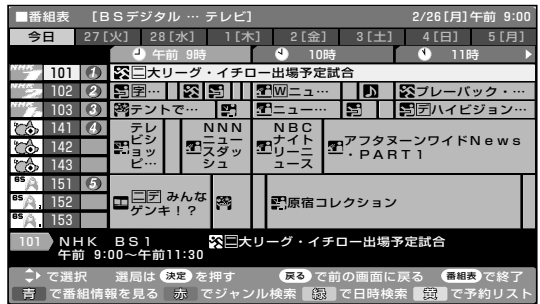 ■番組表 [BSデジタル … テレビ] 2/26[月]午前 9:00
今日 27[火] 28[水] 1[木] 2[金] 3[土] 4[日] 5[月]
午前 9時 10時 11時
101 ① 二大リーグ・イチロー出場予定試合
102 ② 字… W ニュ… プレーバック・…
103 ③ テントで… ニュー… デ ハイビジョン…
141 ④ テレビショッピ… NNNニュースダッシュ NBCナイトリーニュース アフタヌーンワイドNews・PART1
142
143
151 ⑤ 二デ みんなゲンキ!? 原宿コレクション
152
153
101 NHK BS1 二大リーグ・イチロー出場予定試合
午前 9:00～午前11:30
で選択 選局は 決定 を押す 戻る で前の画面に戻る 番組表 で終了
青 で番組情報を見る 赤 でジャンル検索 緑 で日時検索 黄 で予約リスト